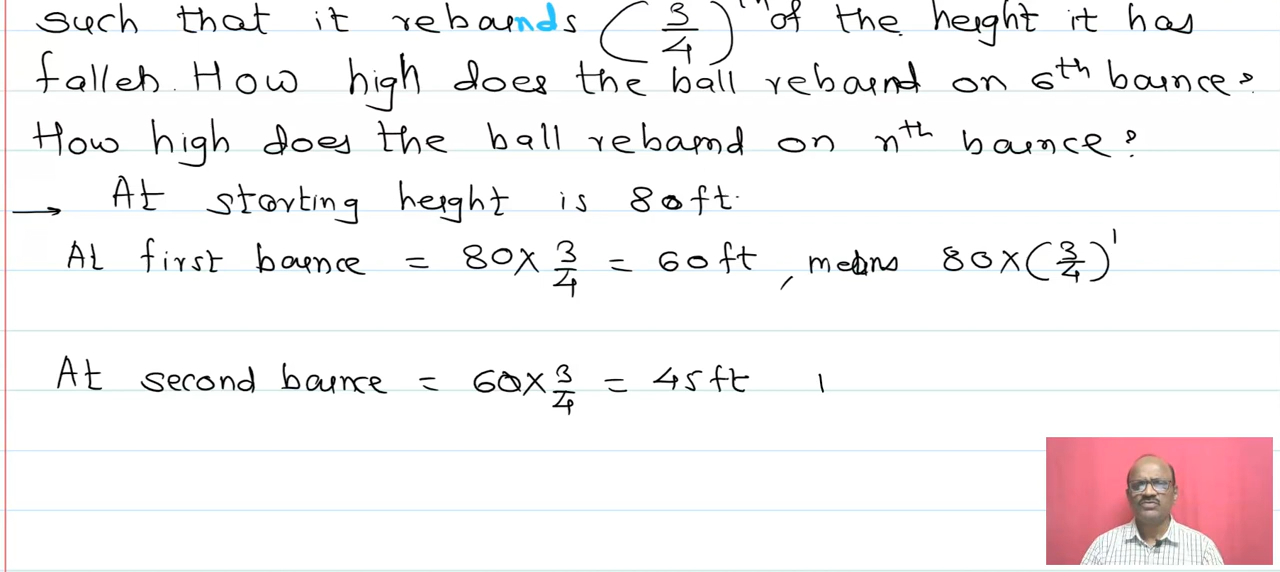 such that it rebounds (3/4)th of the height it has
fallen. How high does the ball rebound on 6th bounce?
How high does the ball rebound on nth bounce?
→ At starting height is 80ft.
At first bounce = 80 × 3/4 = 60ft, means 80×(3/4)^1
At second bounce = 60×3/4 = 45ft